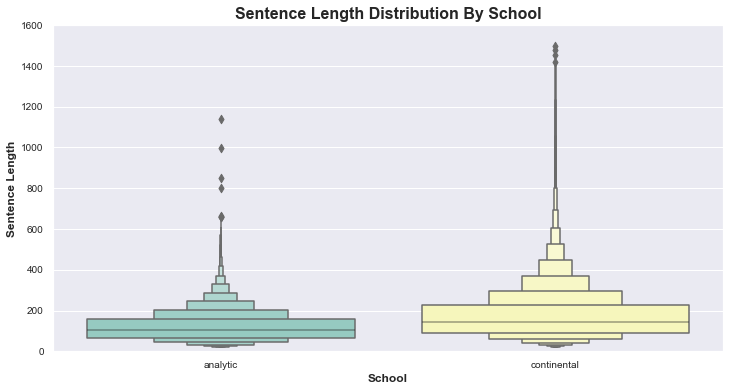 Sentence Length Distribution By School
1600
1400
1200
1000
800
600
400
200
0
Sentence Length
analytic
continental
School